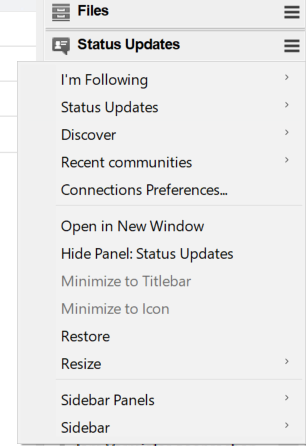 Files
Status Updates
I'm Following
Status Updates
Discover
Recent communities
Connections Preferences...
Open in New Window
Hide Panel: Status Updates
Minimize to Titlebar
Minimize to Icon
Restore
Resize
Sidebar Panels
Sidebar